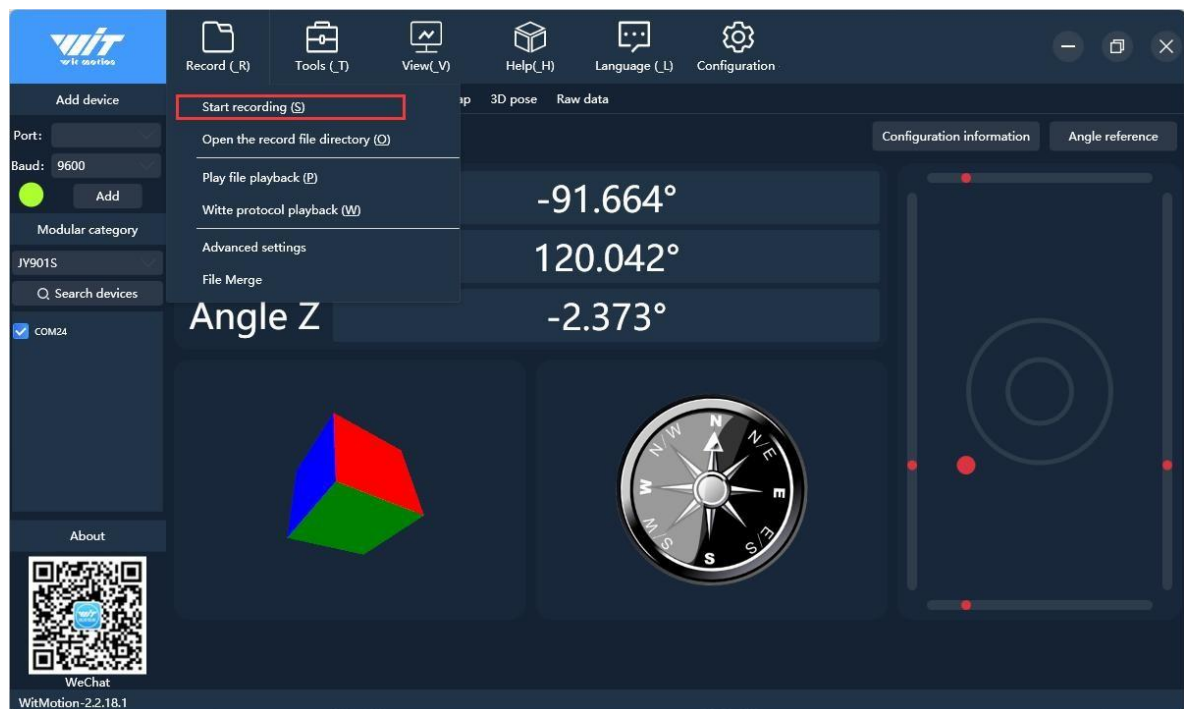 WiT
wit motion
Record (_R)
Tools (_T)
View(_V)
Help(_H)
Language (_L)
Configuration
Add device
Start recording (S)
ap
3D pose
Raw data
Port:
Open the record file directory (O)
Configuration information
Angle reference
Baud: 9600
Play file playback (P)
-91.664°
Add
Witte protocol playback (W)
Modular category
Advanced settings
120.042°
JY901S
File Merge
Search devices
Angle Z
-2.373°
COM24
N
N/E
E
S/E
S
S/W
W
N/W
About
WeChat
WitMotion-2.2.18.1